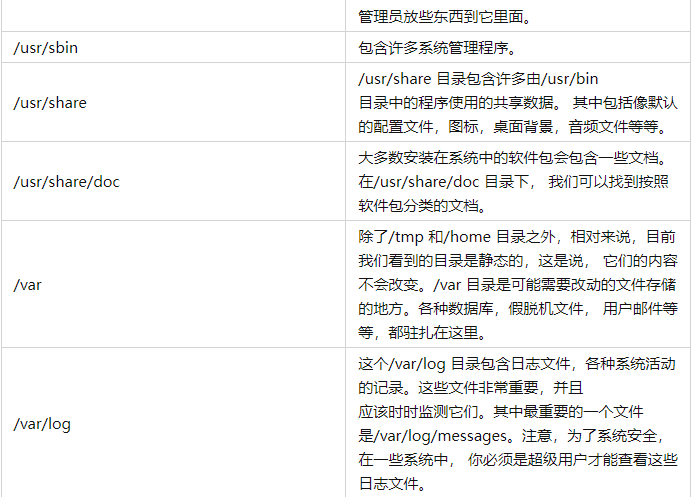 管理员放些东西到它里面。
/usr/sbin
包含许多系统管理程序。
/usr/share
/usr/share 目录包含许多由/usr/bin
目录中的程序使用的共享数据。 其中包括像默认
的配置文件，图标，桌面背景，音频文件等等。
/usr/share/doc
大多数安装在系统中的软件包会包含一些文档。
在/usr/share/doc 目录下， 我们可以找到按照
软件包分类的文档。
/var
除了/tmp 和/home 目录之外，相对来说，目前
我们看到的目录是静态的，这是说， 它们的内容
不会改变。/var 目录是可能需要改动的文件存储
的地方。各种数据库，假脱机文件， 用户邮件等
等，都驻扎在这里。
/var/log
这个/var/log 目录包含日志文件，各种系统活动
的记录。这些文件非常重要，并且
应该时时监测它们。其中最重要的一个文件
是/var/log/messages。注意，为了系统安全，
在一些系统中， 你必须是超级用户才能查看这些
日志文件。